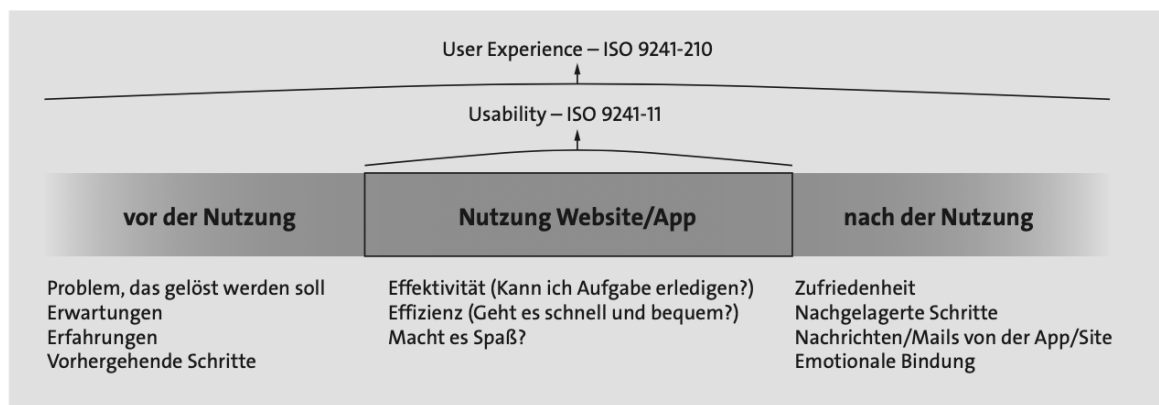 User Experience – ISO 9241-210
Usability – ISO 9241-11
vor der Nutzung
Nutzung Website/App
nach der Nutzung
Problem, das gelöst werden soll
Erwartungen
Erfahrungen
Vorhergehende Schritte
Effektivität (Kann ich Aufgabe erledigen?)
Effizienz (Geht es schnell und bequem?)
Macht es Spaß?
Zufriedenheit
Nachgelagerte Schritte
Nachrichten/Mails von der App/Site
Emotionale Bindung